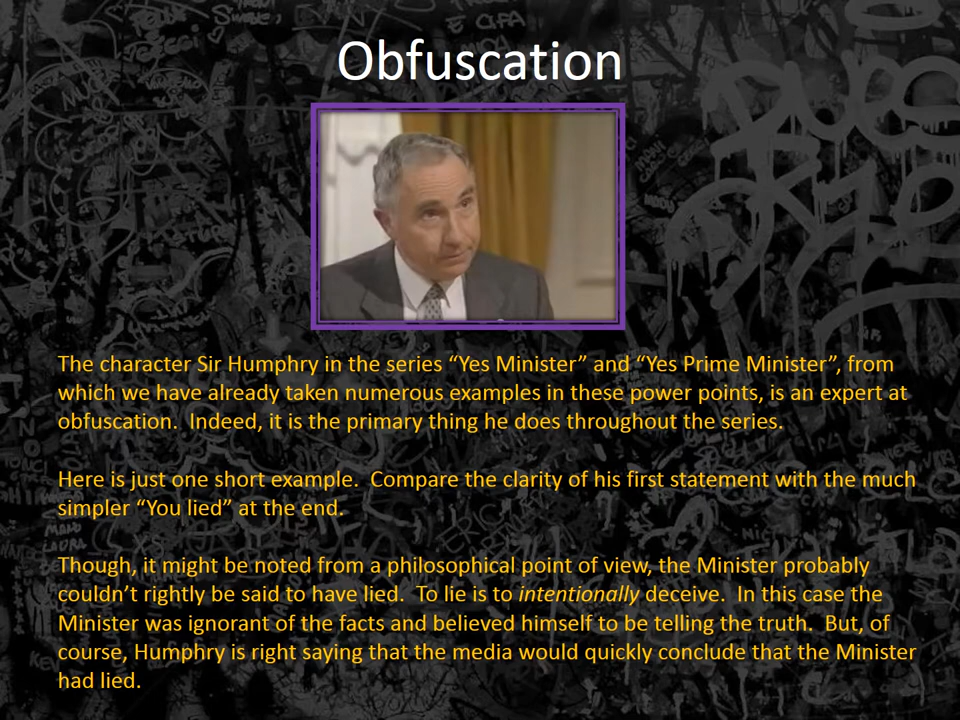 Obfuscation
The character Sir Humphry in the series “Yes Minister” and “Yes Prime Minister”, from
which we have already taken numerous examples in these power points, is an expert at
obfuscation.  Indeed, it is the primary thing he does throughout the series.
Here is just one short example.  Compare the clarity of his first statement with the much
simpler “You lied” at the end.
Though, it might be noted from a philosophical point of view, the Minister probably
couldn’t rightly be said to have lied.  To lie is to intentionally deceive.  In this case the
Minister was ignorant of the facts and believed himself to be telling the truth.  But, of
course, Humphry is right saying that the media would quickly conclude that the Minister
had lied.